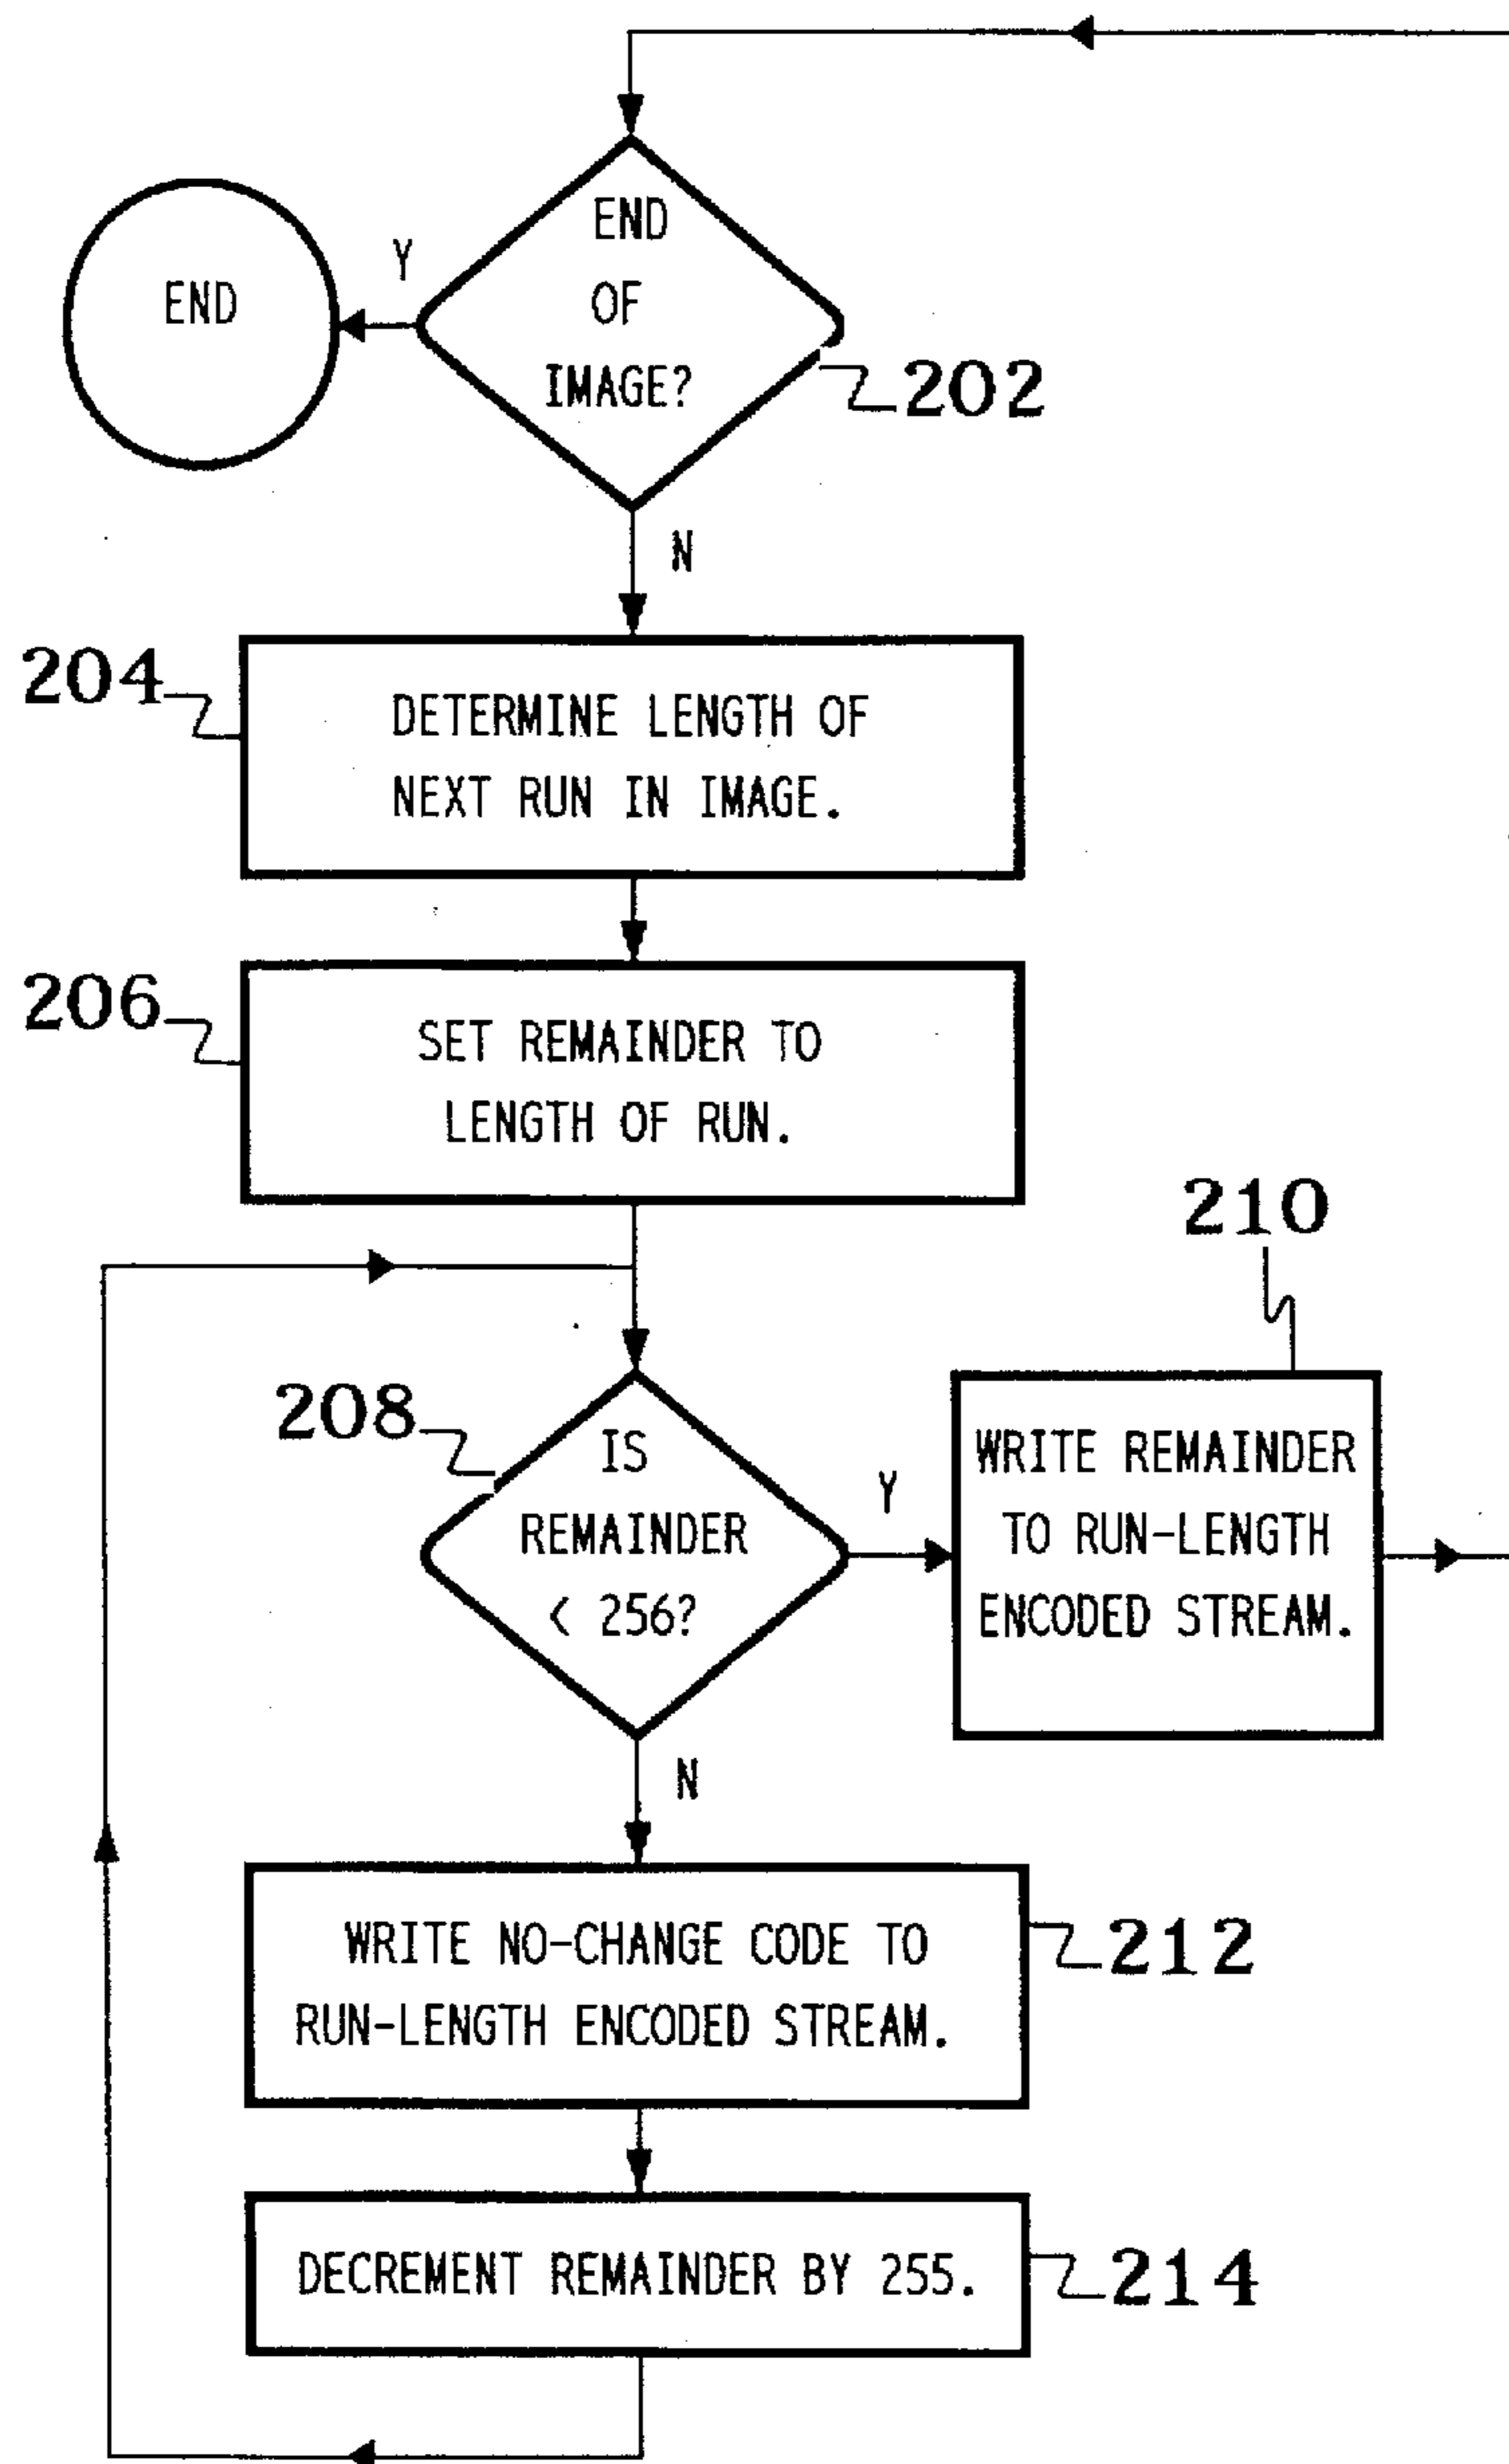 END
OF
IMAGE?
202
Y
END
N
204
DETERMINE LENGTH OF
NEXT RUN IN IMAGE.
206
SET REMAINDER TO
LENGTH OF RUN.
208
IS
REMAINDER
< 256?
Y
210
WRITE REMAINDER
TO RUN-LENGTH
ENCODED STREAM.
N
WRITE NO-CHANGE CODE TO
RUN-LENGTH ENCODED STREAM.
212
DECREMENT REMAINDER BY 255.
214